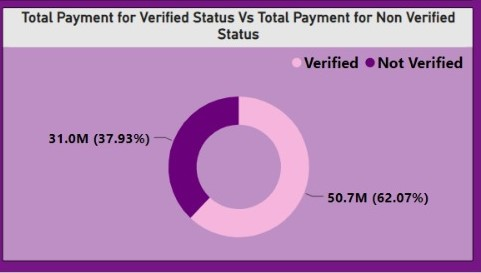 Total Payment for Verified Status Vs Total Payment for Non Verified
Status
Verified Not Verified
31.0M (37.93%)
50.7M (62.07%)